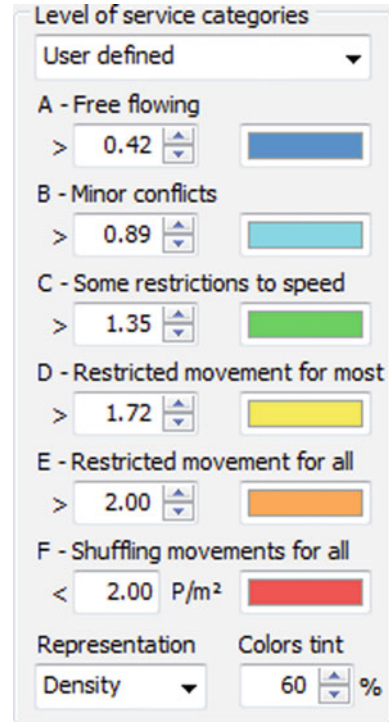 Level of service categories
User defined
A - Free flowing
> 0.42
B - Minor conflicts
> 0.89
C - Some restrictions to speed
> 1.35
D - Restricted movement for most
> 1.72
E - Restricted movement for all
> 2.00
F - Shuffling movements for all
< 2.00 P/m²
Representation Colors tint
Density 60 %